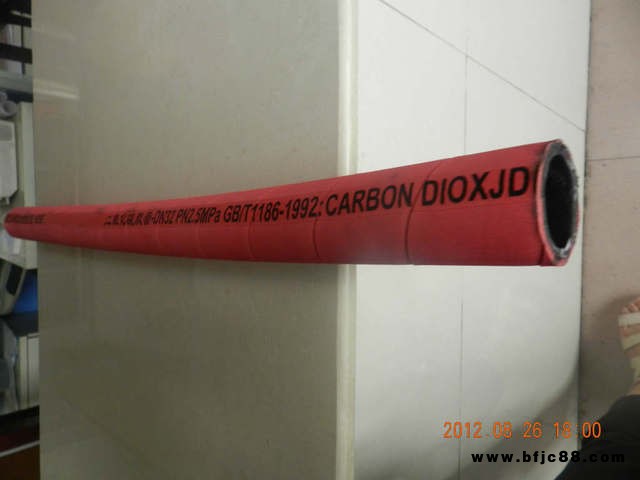 二氧化碳胶管-DN32 PN2.5MPa GB/T1186-1992: CARBON DIOXJD
2012 08 26 18:00
www.bfjc88.com